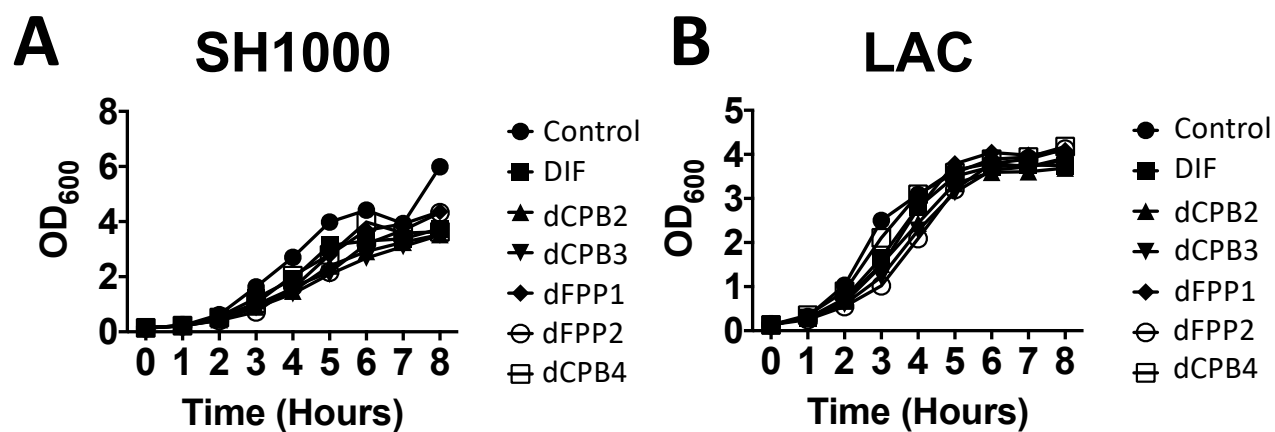 A
SH1000
8
6
4
2
0
OD600
0 1 2 3 4 5 6 7 8
Time (Hours)
Control
DIF
dCPB2
dCPB3
dFPP1
dFPP2
dCPB4
B
LAC
5
4
3
2
1
0
OD600
0 1 2 3 4 5 6 7 8
Time (Hours)
Control
DIF
dCPB2
dCPB3
dFPP1
dFPP2
dCPB4